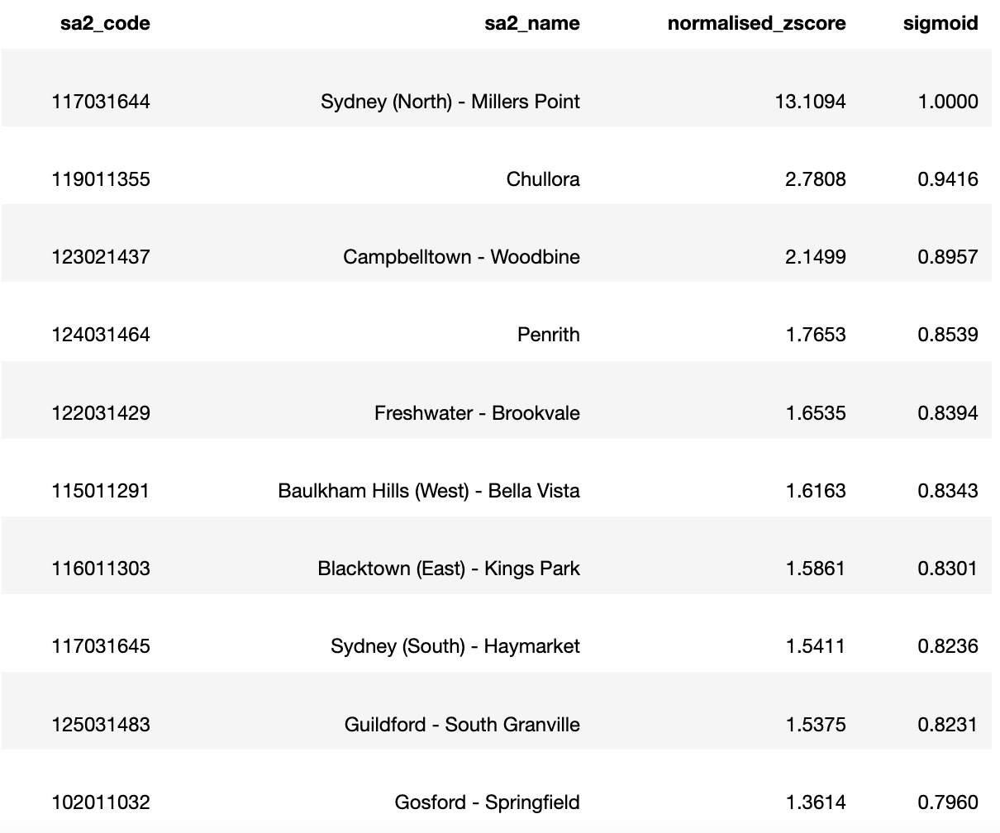 sa2_code sa2_name normalised_zscore sigmoid
117031644 Sydney (North) - Millers Point 13.1094 1.0000
119011355 Chullora 2.7808 0.9416
123021437 Campbelltown - Woodbine 2.1499 0.8957
124031464 Penrith 1.7653 0.8539
122031429 Freshwater - Brookvale 1.6535 0.8394
115011291 Baulkham Hills (West) - Bella Vista 1.6163 0.8343
116011303 Blacktown (East) - Kings Park 1.5861 0.8301
117031645 Sydney (South) - Haymarket 1.5411 0.8236
125031483 Guildford - South Granville 1.5375 0.8231
102011032 Gosford - Springfield 1.3614 0.7960